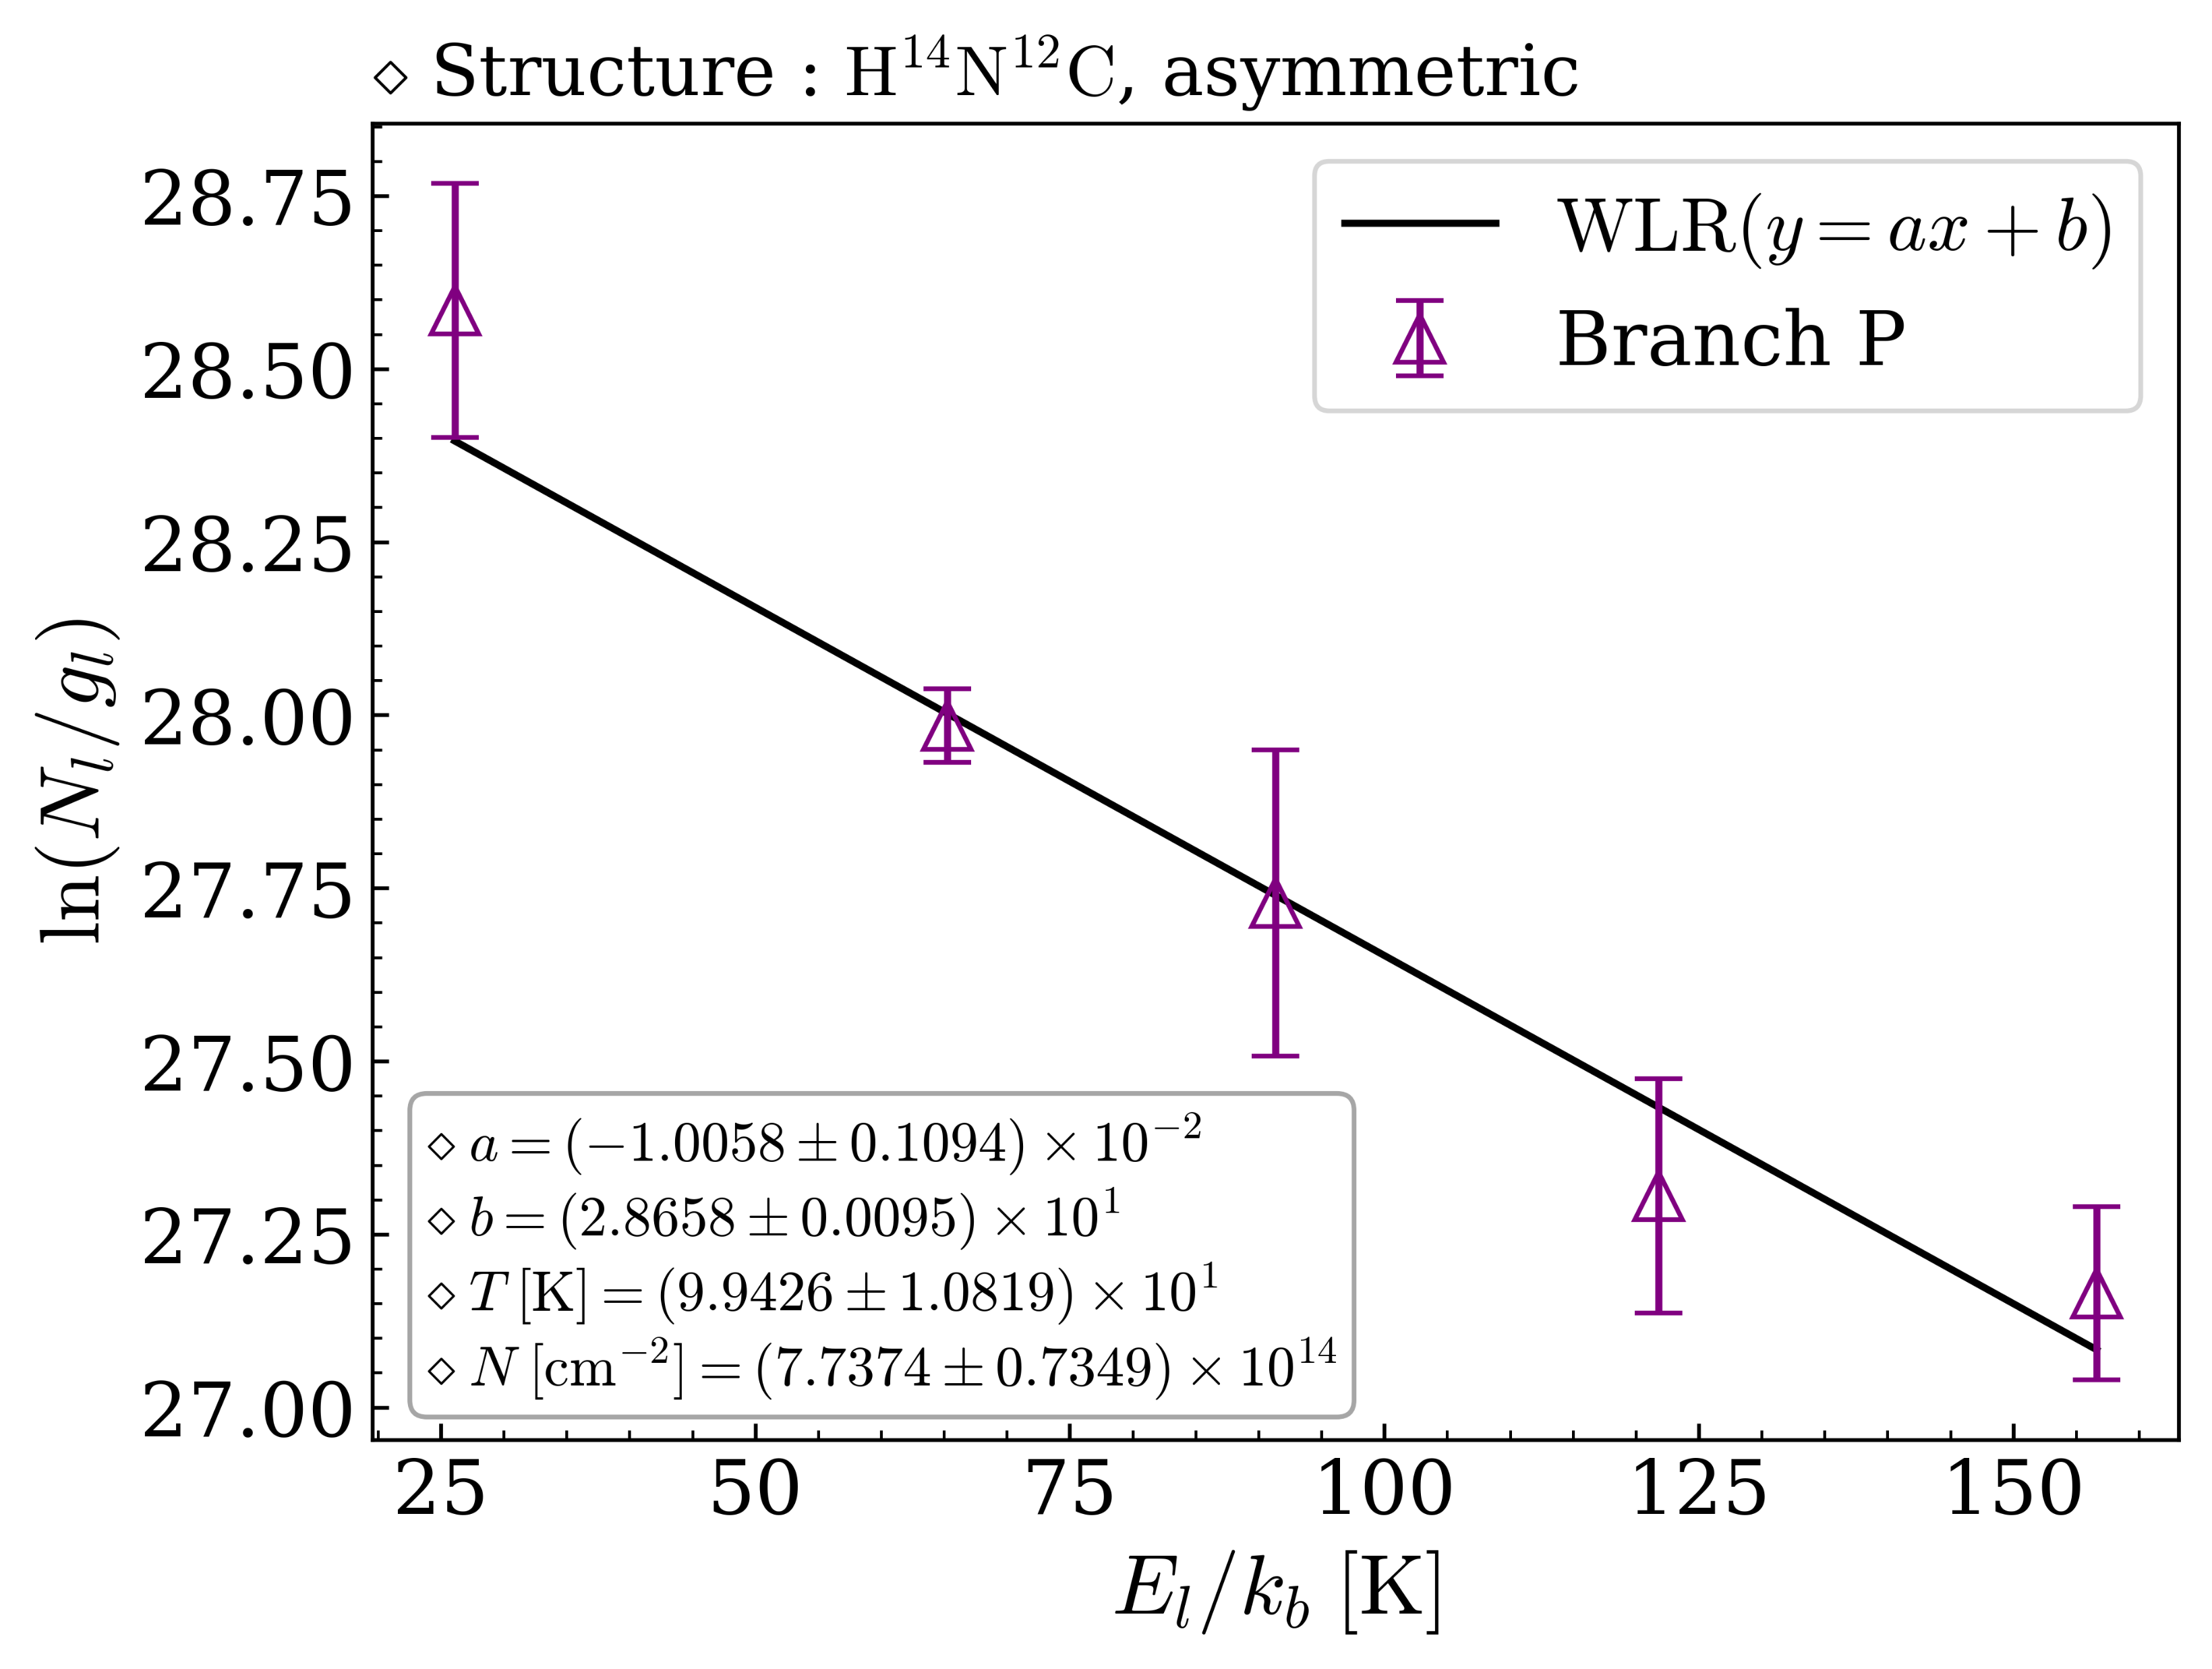 ◇ Structure : H¹⁴N¹²C, asymmetric
WLR(y = ax + b)
Branch P
28.75
28.50
28.25
28.00
27.75
27.50
27.25
27.00
ln(Nₗ/gₗ)
◇ a = (−1.0058 ± 0.1094) × 10⁻²
◇ b = (2.8658 ± 0.0095) × 10¹
◇ T [K] = (9.9426 ± 1.0819) × 10¹
◇ N [cm⁻²] = (7.7374 ± 0.7349) × 10¹⁴
25 50 75 100 125 150
E_l/k_b [K]